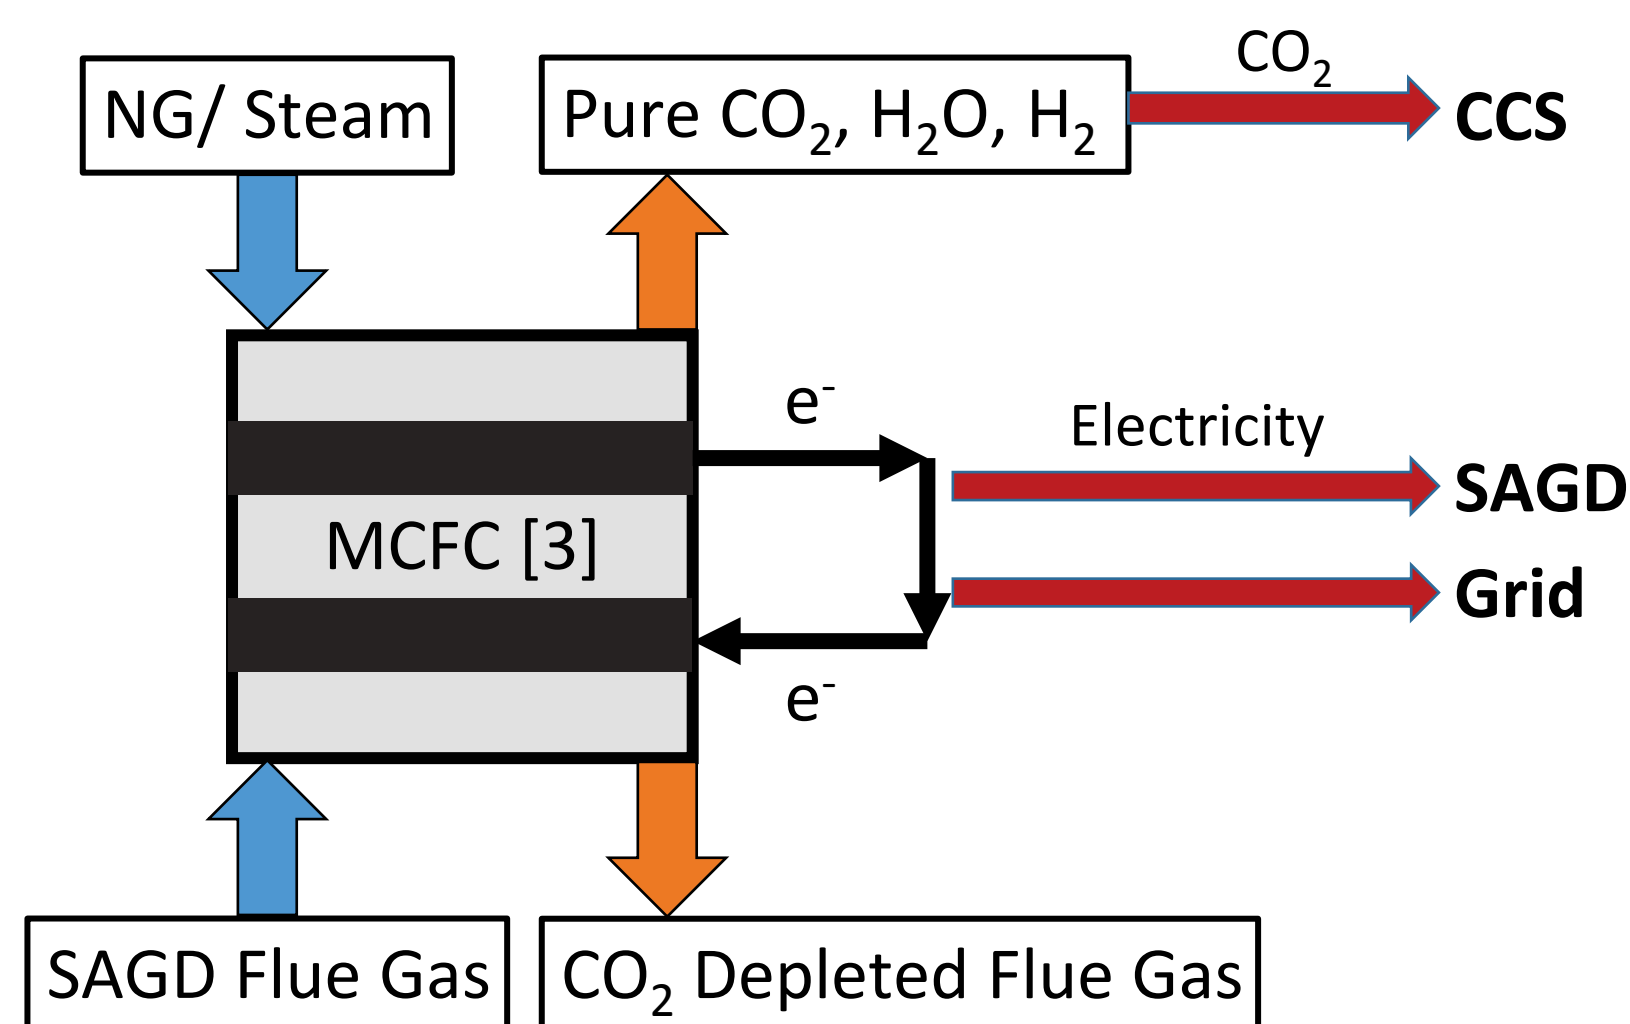 NG/ Steam
Pure CO₂, H₂O, H₂
CO₂
CCS
e⁻
Electricity
SAGD
MCFC [3]
Grid
e⁻
SAGD Flue Gas
CO₂ Depleted Flue Gas